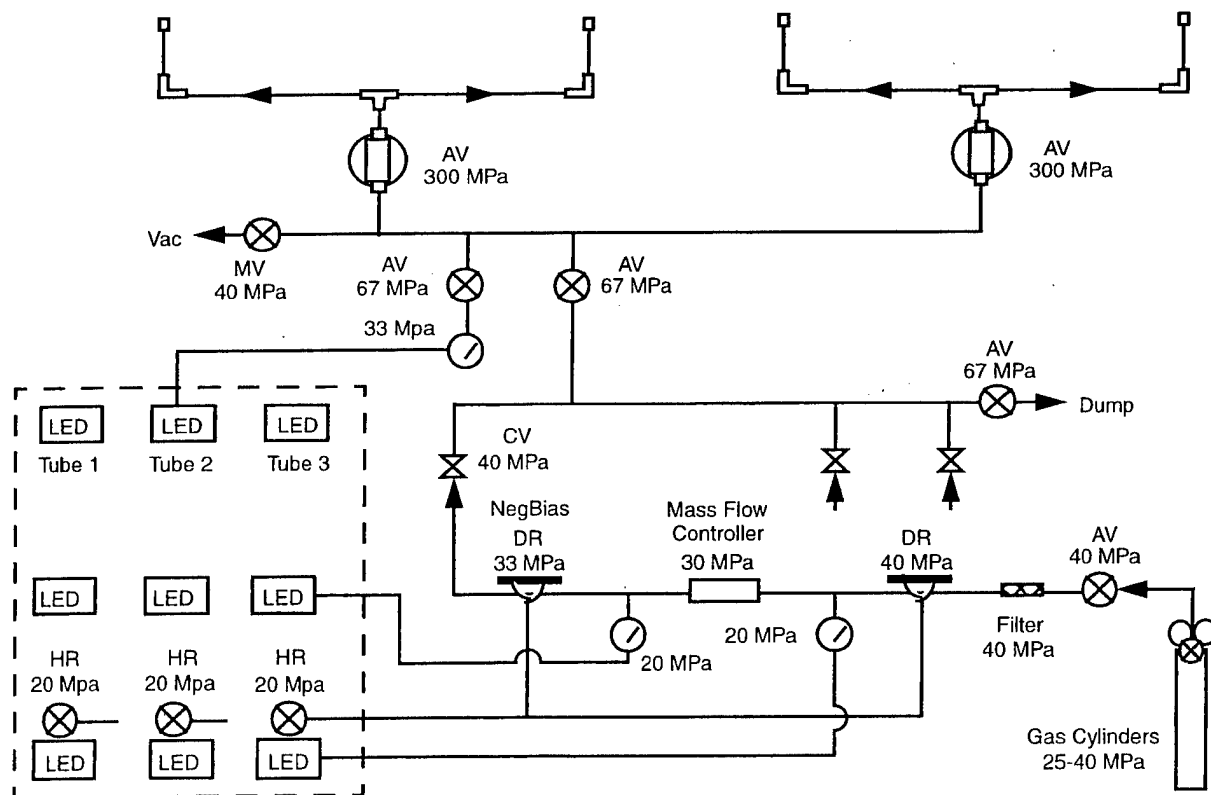 AV
300 MPa
AV
300 MPa
Vac
MV
40 MPa
AV
67 MPa
AV
67 MPa
33 Mpa
AV
67 MPa
Dump
LED
LED
LED
Tube 1
Tube 2
Tube 3
CV
40 MPa
NegBias
DR
33 MPa
Mass Flow
Controller
30 MPa
DR
40 MPa
AV
40 MPa
LED
LED
LED
20 MPa
20 MPa
Filter
40 MPa
HR
20 Mpa
HR
20 Mpa
HR
20 Mpa
LED
LED
LED
Gas Cylinders
25-40 MPa